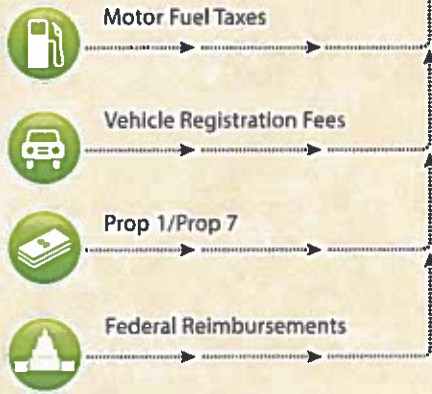 Motor Fuel Taxes
Vehicle Registration Fees
Prop 1/Prop 7
Federal Reimbursements